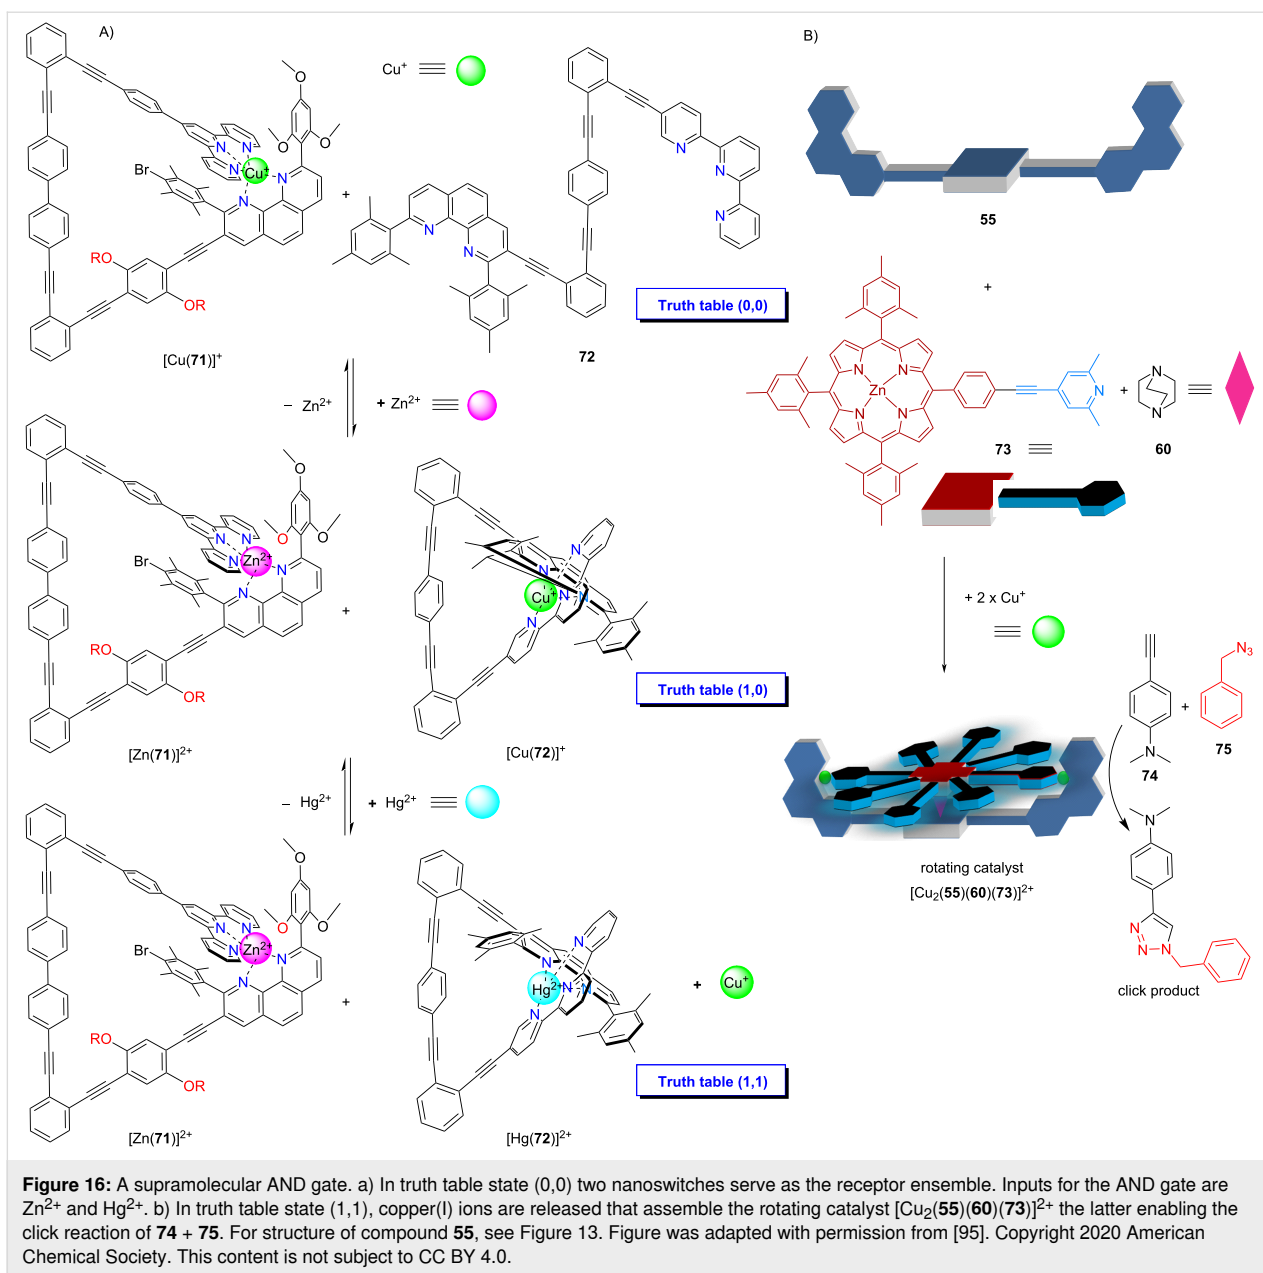 A)
Cu⁺
O
O
O
N
N
N
Cu⁺
N
N
Br
RO
OR
[Cu(71)]⁺
+
N
N
N
N
N
72
Truth table (0,0)
– Zn²⁺
+ Zn²⁺
O
O
O
N
N
N
Zn²⁺
N
N
Br
RO
OR
[Zn(71)]²⁺
+
N
N
Cu⁺
N
N
N
[Cu(72)]⁺
Truth table (1,0)
– Hg²⁺
+ Hg²⁺
O
O
O
N
N
N
Zn²⁺
N
N
Br
RO
OR
[Zn(71)]²⁺
+
N
N
Hg²⁺
N
N
N
[Hg(72)]²⁺
+
Cu⁺
Truth table (1,1)
B)
55
+
N
N
Zn
N
N
N
73
+
N
N
60
+ 2 x Cu⁺
N
74
+
N₃
75
rotating catalyst
[Cu₂(55)(60)(73)]²⁺
N
N
N
N
click product
Figure 16: A supramolecular AND gate. a) In truth table state (0,0) two nanoswitches serve as the receptor ensemble. Inputs for the AND gate are
Zn²⁺ and Hg²⁺. b) In truth table state (1,1), copper(I) ions are released that assemble the rotating catalyst [Cu₂(55)(60)(73)]²⁺ the latter enabling the
click reaction of 74 + 75. For structure of compound 55, see Figure 13. Figure was adapted with permission from [95]. Copyright 2020 American
Chemical Society. This content is not subject to CC BY 4.0.